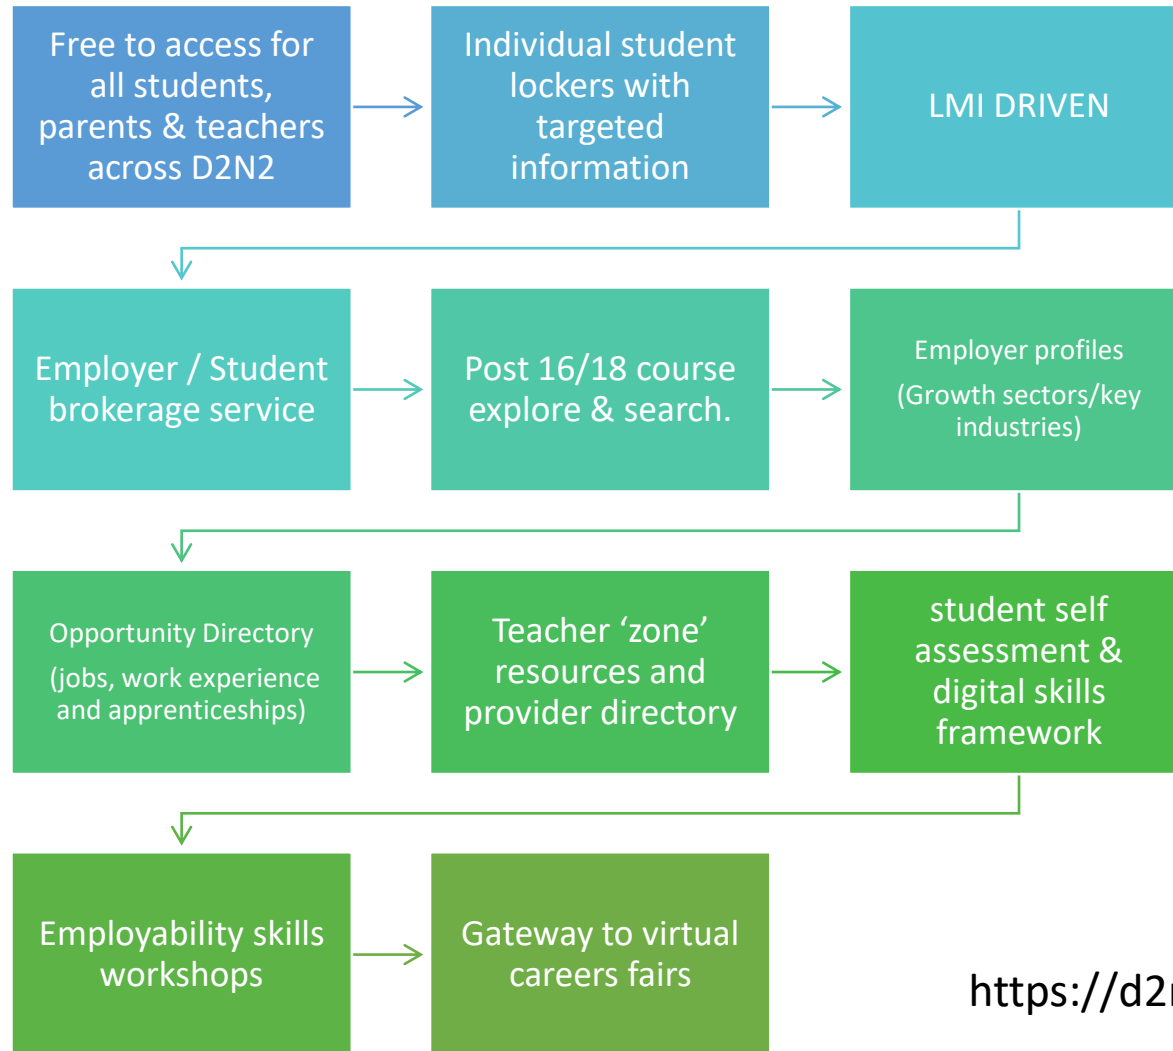 Free to access for
all students,
parents & teachers
across D2N2
Individual student
lockers with
targeted
information
LMI DRIVEN
Employer / Student
brokerage service
Post 16/18 course
explore & search.
Employer profiles
(Growth sectors/key
industries)
Opportunity Directory
(jobs, work experience
and apprenticeships)
Teacher ‘zone’
resources and
provider directory
student self
assessment &
digital skills
framework
Employability skills
workshops
Gateway to virtual
careers fairs